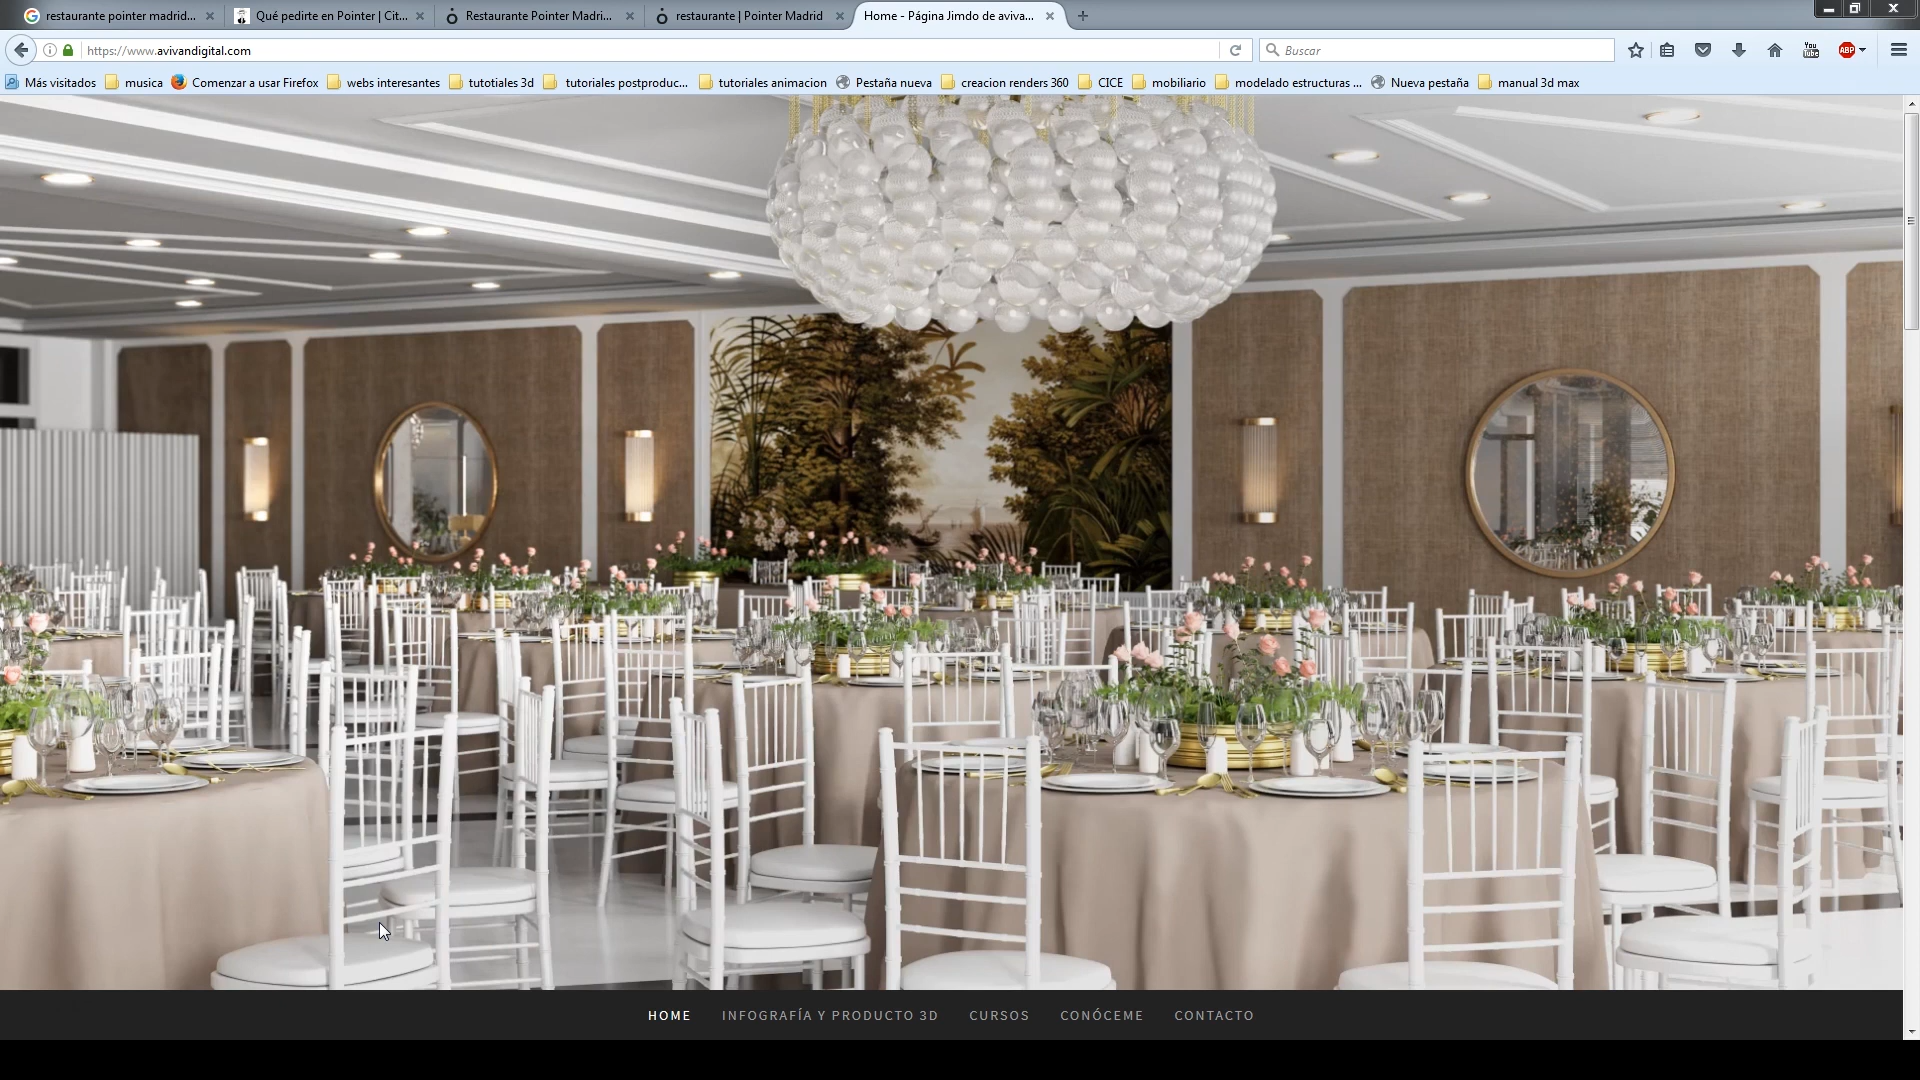 restaurante pointer madrid...
Qué pedirte en Pointer | Cit...
Restaurante Pointer Madri...
restaurante | Pointer Madrid
Home - Página Jimdo de aviva...
https://www.avivandigital.com
Buscar
You Tube
ABP
Más visitados
musica
Comenzar a usar Firefox
webs interesantes
tutotiales 3d
tutoriales postproduc...
tutoriales animacion
Pestaña nueva
creacion renders 360
CICE
mobiliario
modelado estructuras ...
Nueva pestaña
manual 3d max
HOME
INFOGRAFÍA Y PRODUCTO 3D
CURSOS
CONÓCEME
CONTACTO